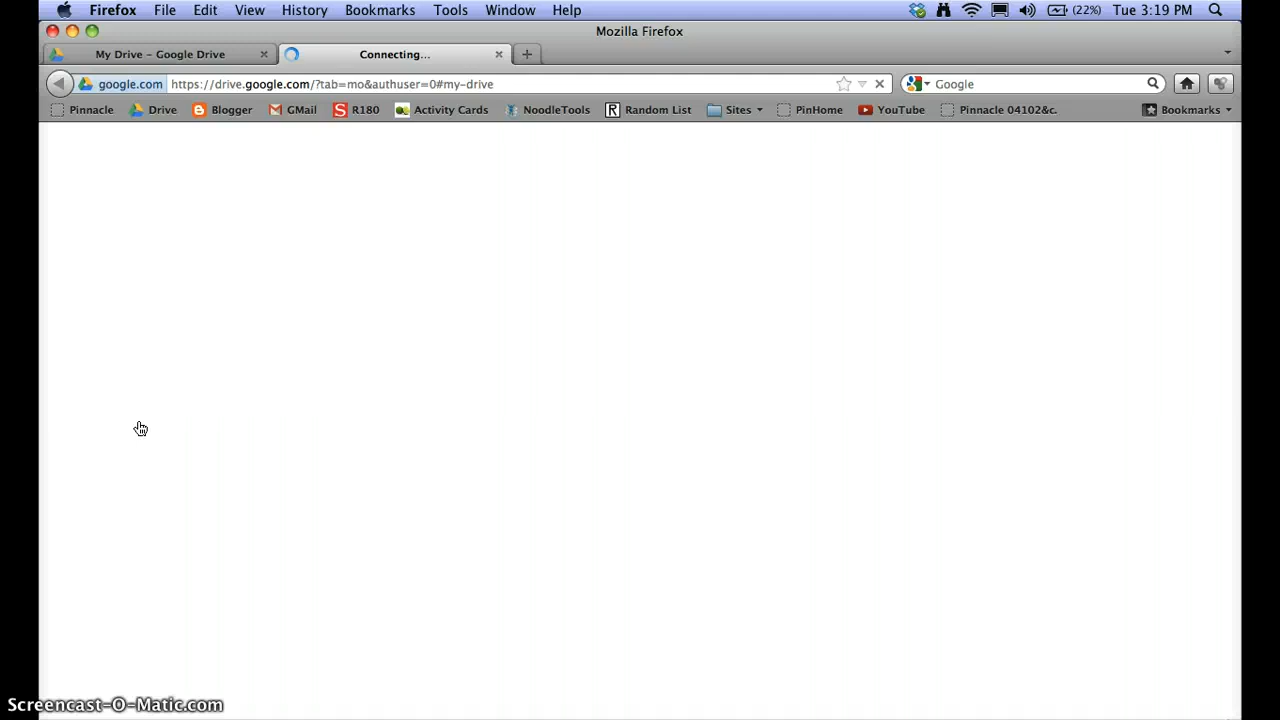 Firefox File Edit View History Bookmarks Tools Window Help (22%) Tue 3:19 PM
Mozilla Firefox
My Drive – Google Drive Connecting...
google.com https://drive.google.com/?tab=mo&authuser=0#my-drive Google
Pinnacle Drive Blogger GMail R180 Activity Cards NoodleTools Random List Sites PinHome YouTube Pinnacle 04102&c. Bookmarks
Screencast-O-Matic.com